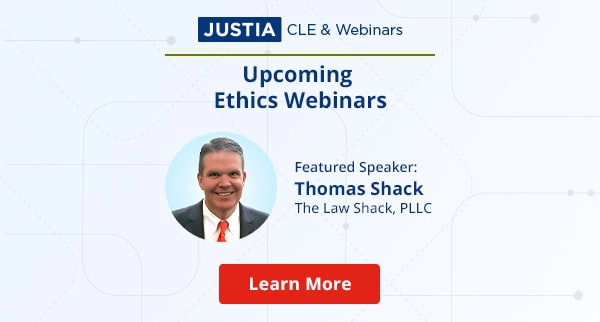 JUSTIA CLE & Webinars
Upcoming
Ethics Webinars
Featured Speaker:
Thomas Shack
The Law Shack, PLLC
Learn More